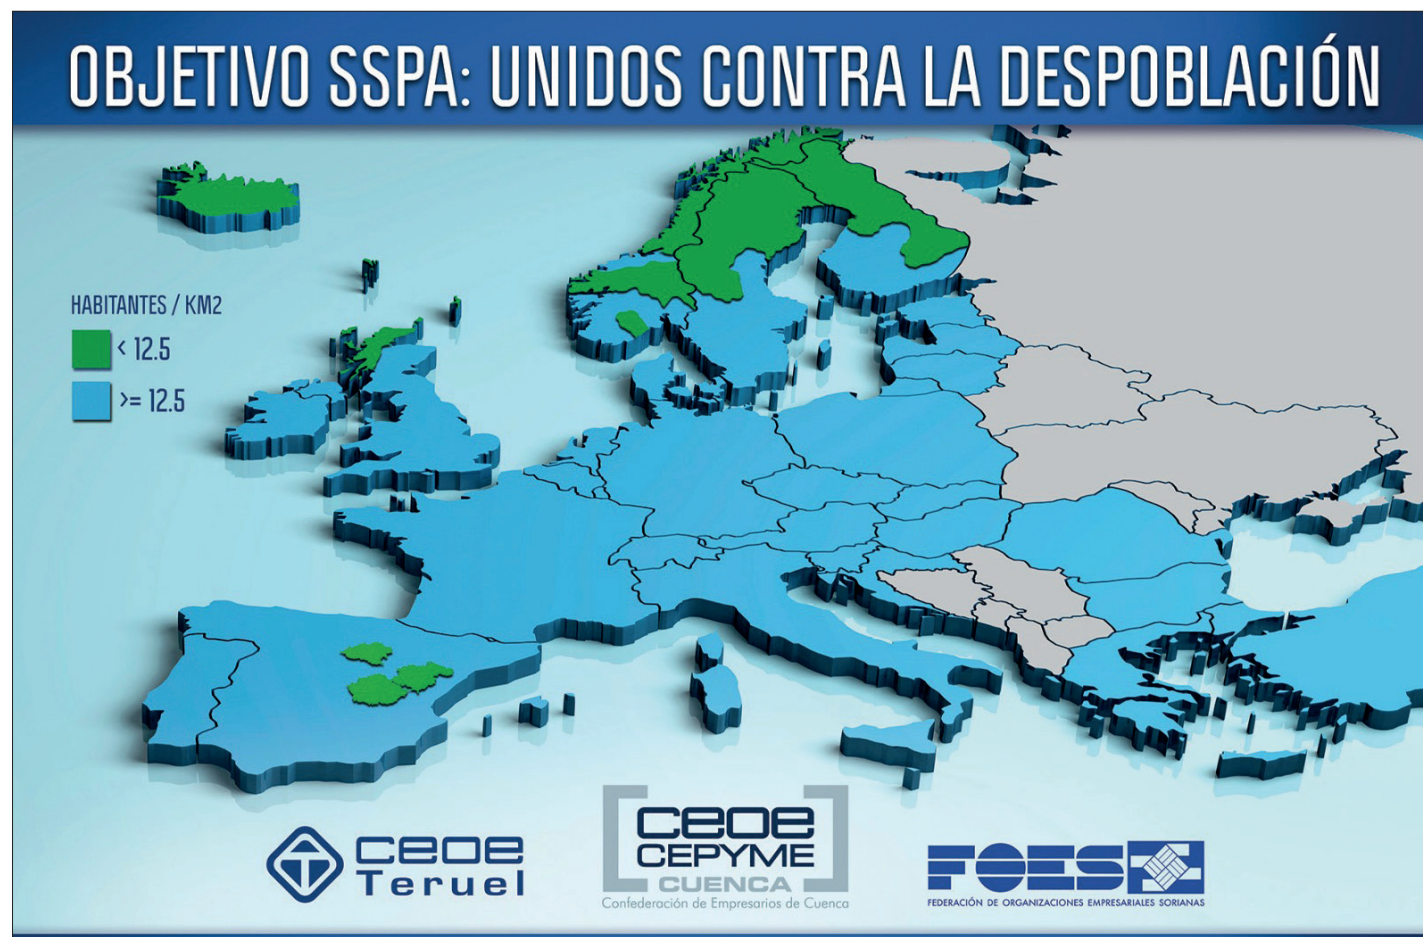 OBJETIVO SSPA: UNIDOS CONTRA LA DESPOBLACIÓN
HABITANTES / KM2
< 12.5
>= 12.5
ceoe
Teruel
ceoe
CEPYME
CUENCA
Confederación de Empresarios de Cuenca
FOES
FEDERACIÓN DE ORGANIZACIONES EMPRESARIALES SORIANAS